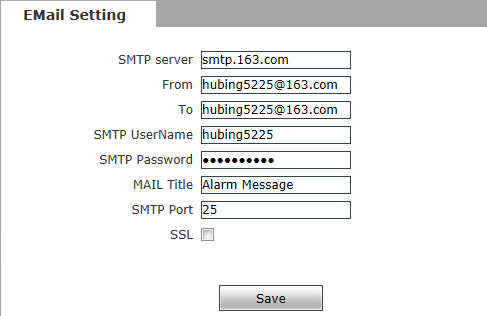 EMail Setting
SMTP server smtp.163.com
From hubing5225@163.com
To hubing5225@163.com
SMTP UserName hubing5225
SMTP Password ●●●●●●●●●●
MAIL Title Alarm Message
SMTP Port 25
SSL
Save